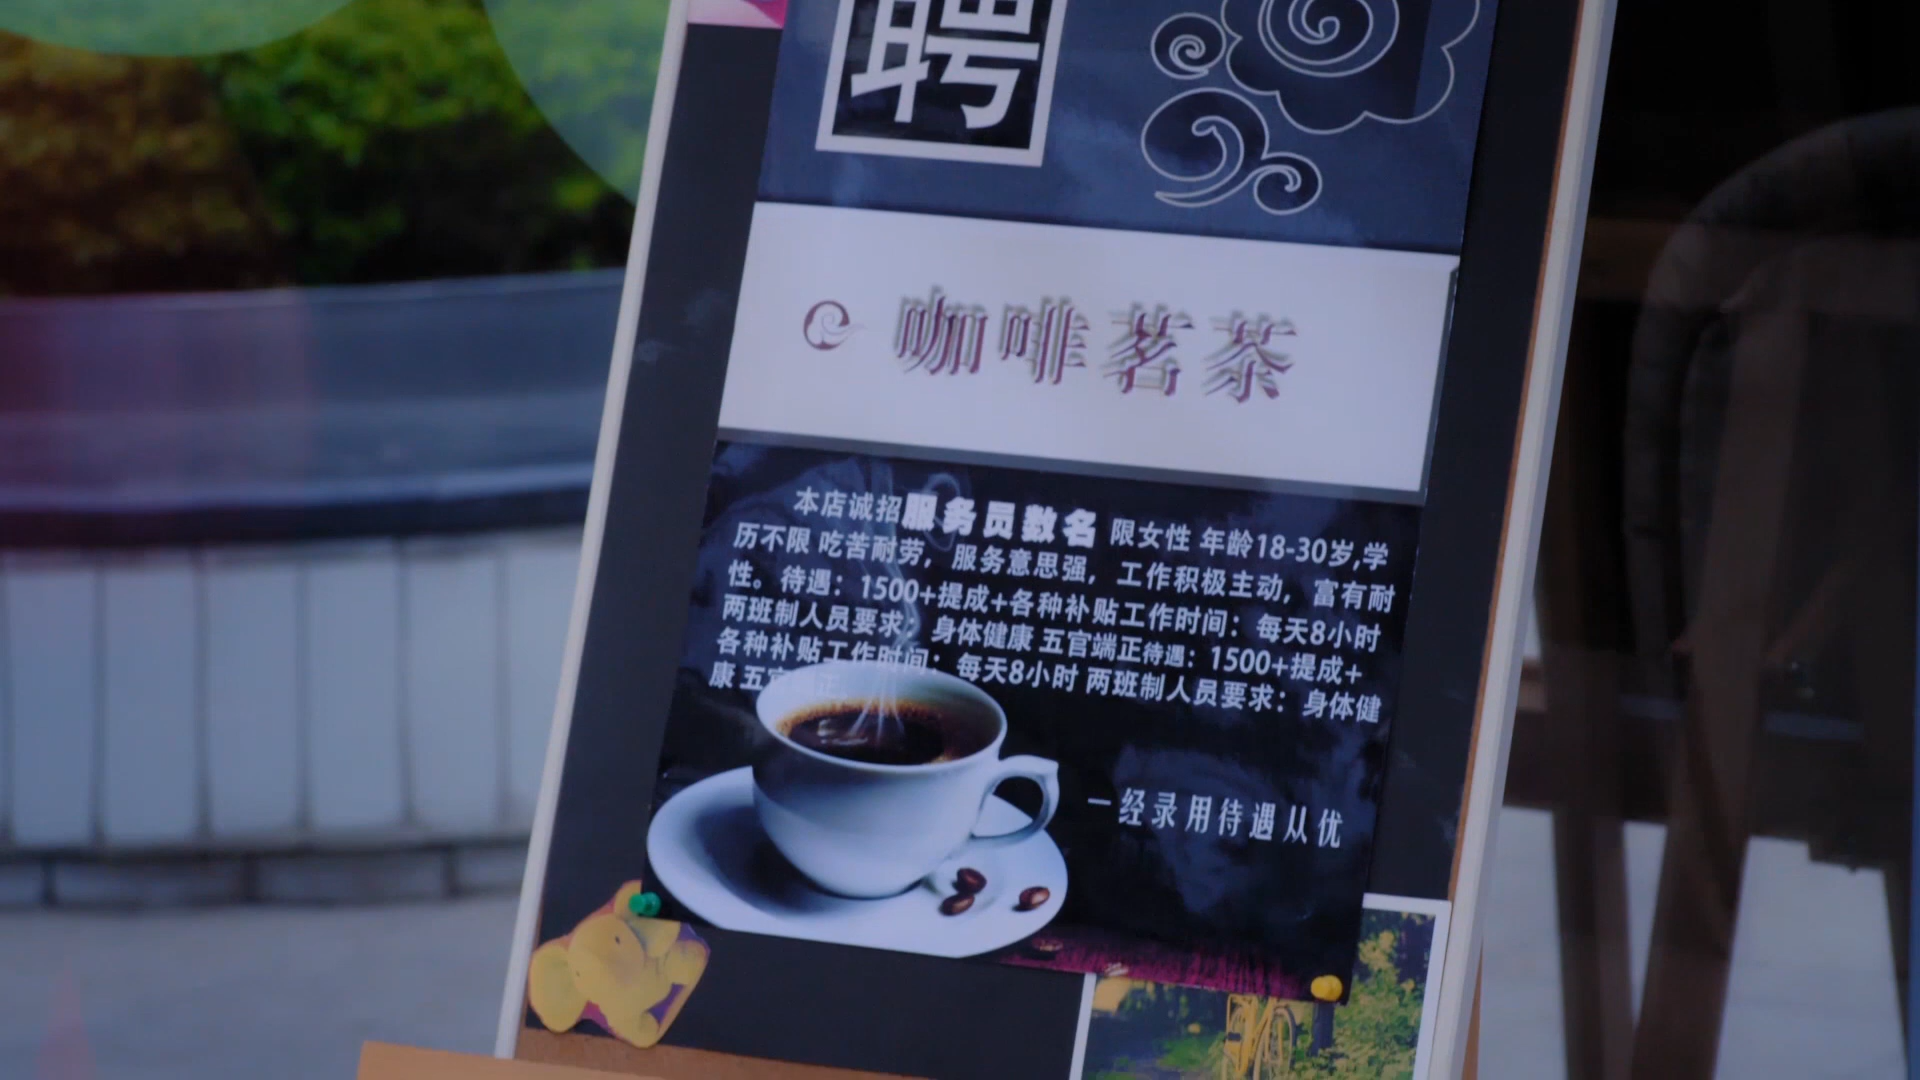 聘
咖啡茗茶
本店诚招服务员数名 限女性 年龄18-30岁,学
历不限 吃苦耐劳，服务意思强，工作积极主动，富有耐
性。待遇：1500+提成+各种补贴工作时间：每天8小时
两班制人员要求：身体健康 五官端正待遇：1500+提成+
各种补贴工作时间：每天8小时 两班制人员要求：身体健
康 五官端正
一经录用待遇从优